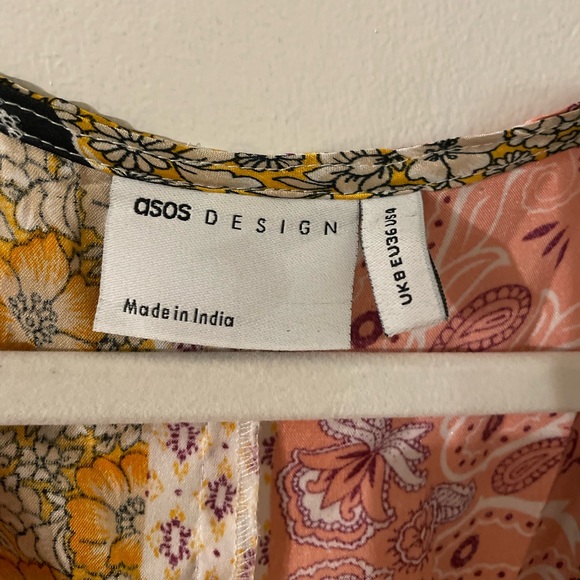 asos DESIGN
Made in India
UK8 EU36 US4